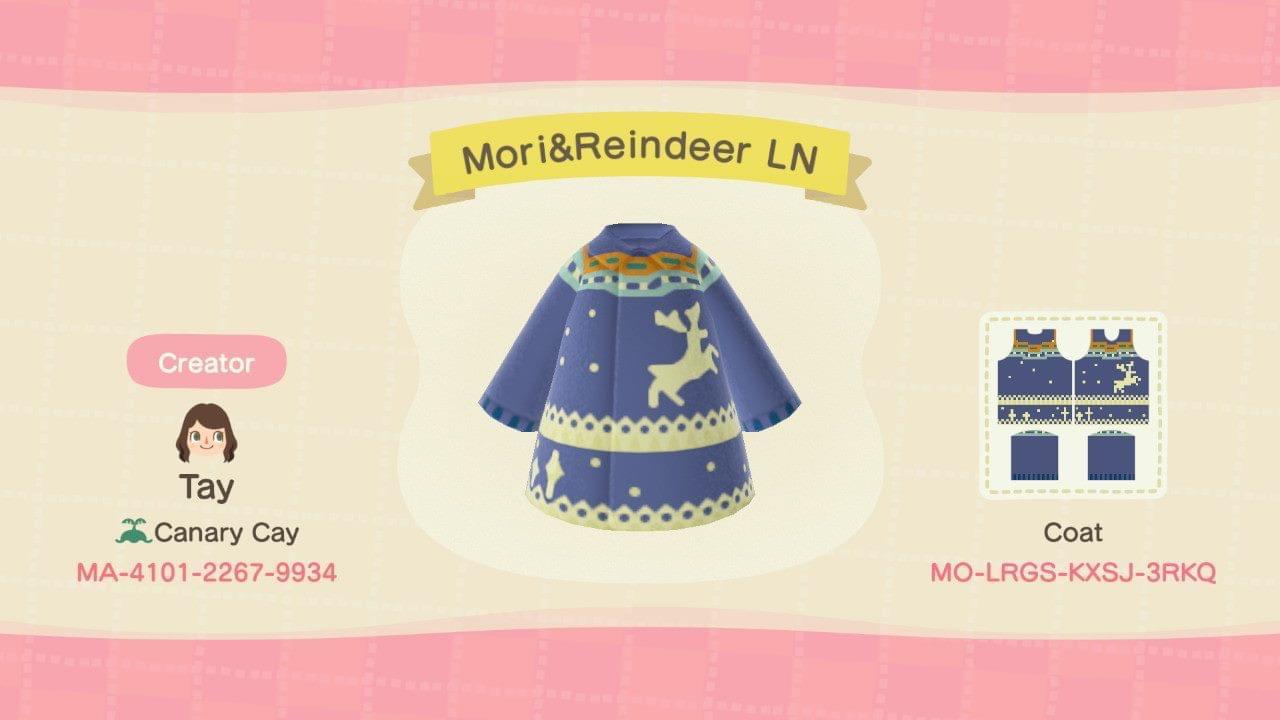 Mori&Reindeer LN
Creator
Tay
Canary Cay
MA-4101-2267-9934
Coat
MO-LRGS-KXSJ-3RKQ